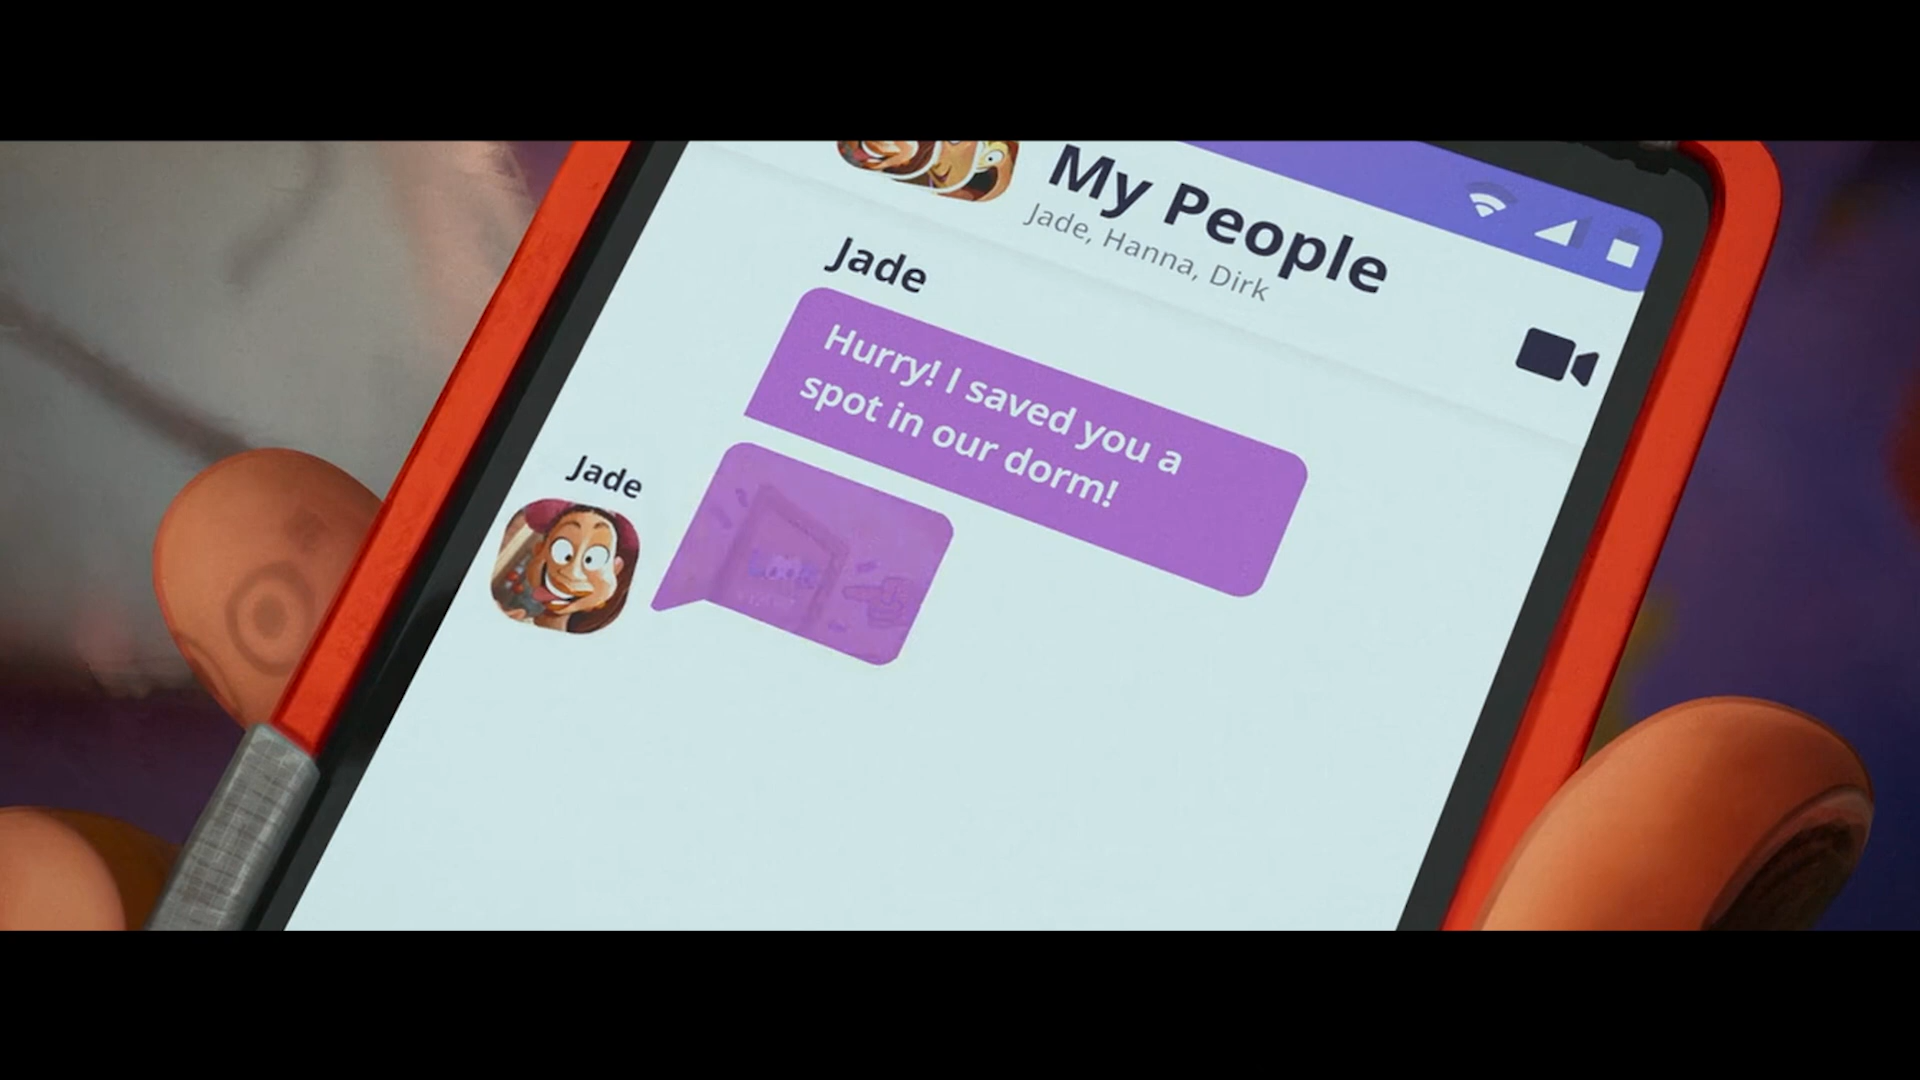 My People
Jade, Hanna, Dirk
Jade
Hurry! I saved you a
spot in our dorm!
Jade